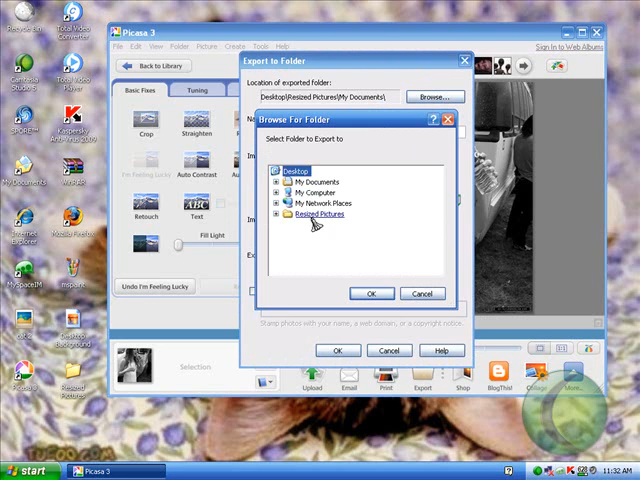 Recycle Bin
Total Video Converter
Camtasia Studio 5
Total Video Player
SPORE™
Kaspersky Anti-Virus 2009
My Documents
WinRAR
Internet Explorer
Mozilla Firefox
MySpaceIM
mspaint
Desktop Background
Picasa 3
Resized Pictures
Picasa 3
File Edit View Folder Picture Create Tools Help
Sign In to Web Albums
Back to Library
Basic Fixes
Tuning
Crop
Straighten
Auto Contrast
Retouch
Text
Fill Light
Undo I'm Feeling Lucky
Export to Folder
Location of exported folder:
Desktop\Resized Pictures\My Documents\
Browse...
Browse For Folder
Select Folder to Export to
Desktop
My Documents
My Computer
My Network Places
Resized Pictures
OK
Cancel
Stamp photos with your name, a web domain, or a copyright notice.
OK
Cancel
Help
Selection
Upload
Email
Print
Export
Shop
BlogThis!
Collage
More...
TUCOO.COM
start
Picasa 3
11:32 AM